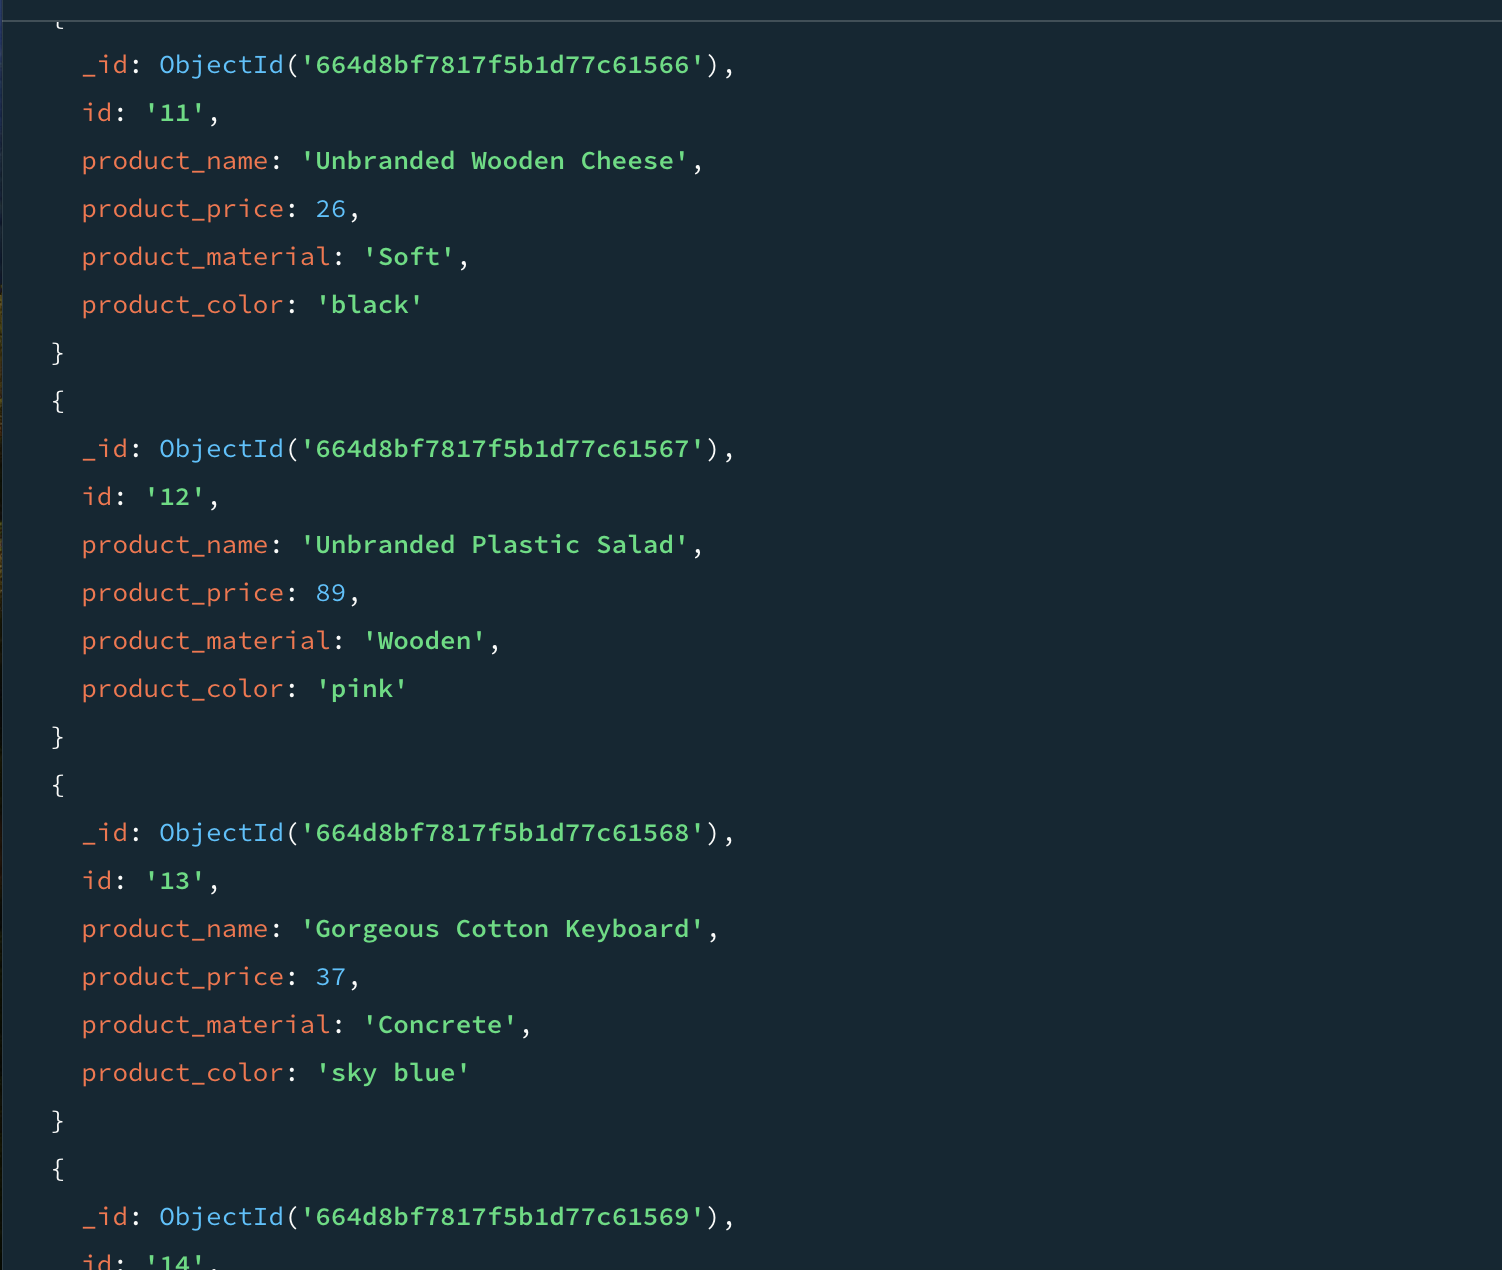 {
_id: ObjectId('664d8bf7817f5b1d77c61566'),
id: '11',
product_name: 'Unbranded Wooden Cheese',
product_price: 26,
product_material: 'Soft',
product_color: 'black'
}
{
_id: ObjectId('664d8bf7817f5b1d77c61567'),
id: '12',
product_name: 'Unbranded Plastic Salad',
product_price: 89,
product_material: 'Wooden',
product_color: 'pink'
}
{
_id: ObjectId('664d8bf7817f5b1d77c61568'),
id: '13',
product_name: 'Gorgeous Cotton Keyboard',
product_price: 37,
product_material: 'Concrete',
product_color: 'sky blue'
}
{
_id: ObjectId('664d8bf7817f5b1d77c61569'),
id: '14',